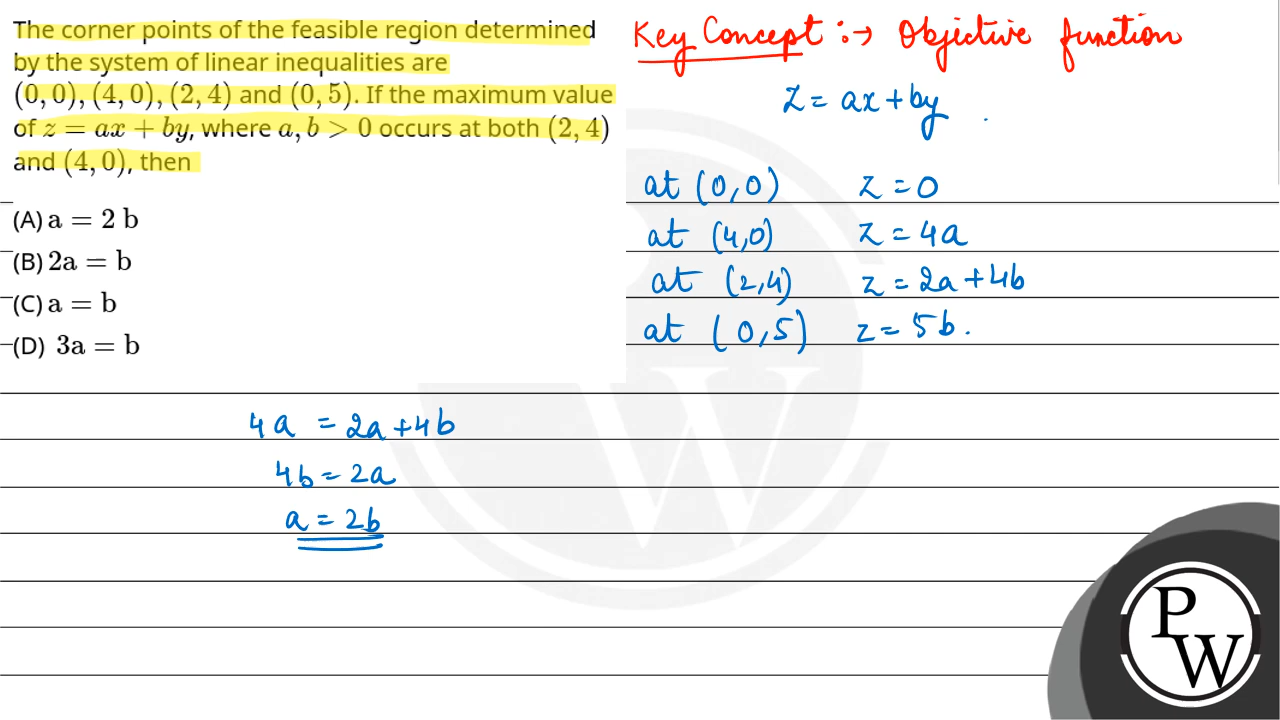 The corner points of the feasible region determined
by the system of linear inequalities are
(0, 0), (4, 0), (2, 4) and (0, 5). If the maximum value
of z = ax + by, where a, b > 0 occurs at both (2, 4)
and (4, 0), then
(A) a = 2 b
(B) 2a = b
(C) a = b
(D) 3a = b
Key Concept :→ Objective function
z = ax + by .
at (0,0) z = 0
at (4,0) z = 4a
at (2,4) z = 2a + 4b
at (0,5) z = 5b.
4a = 2a + 4b
4b = 2a
a = 2b
P
W